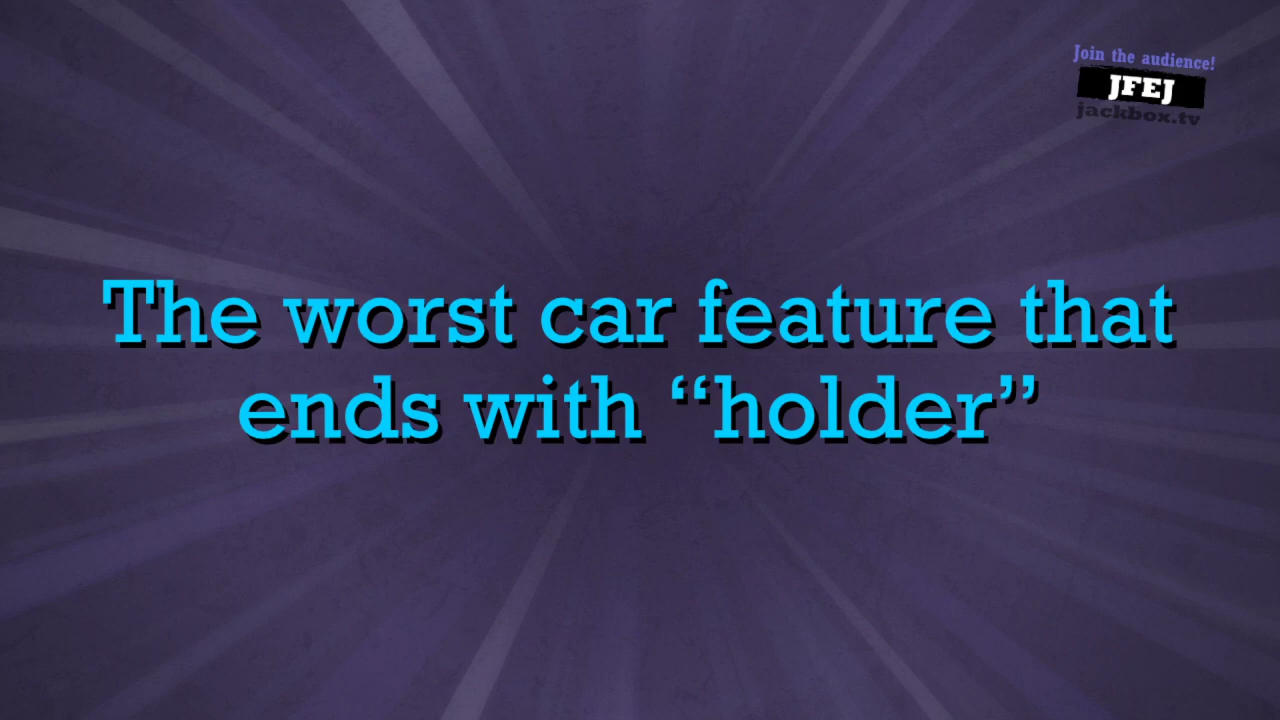 Join the audience!
JFEJ
jackbox.tv
The worst car feature that
ends with “holder”